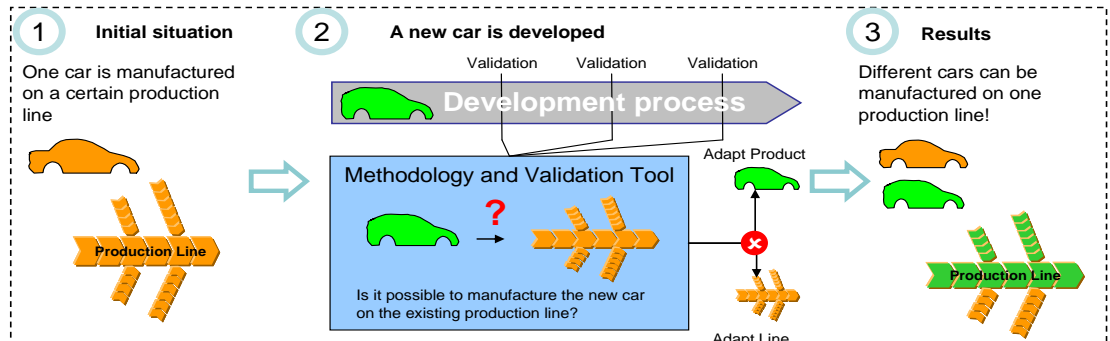 1 Initial situation
One car is manufactured
on a certain production
line
Production Line
2 A new car is developed
Validation Validation Validation
Development process
Methodology and Validation Tool
?
Is it possible to manufacture the new car
on the existing production line?
Adapt Product
Adapt Line
3 Results
Different cars can be
manufactured on one
production line!
Production Line